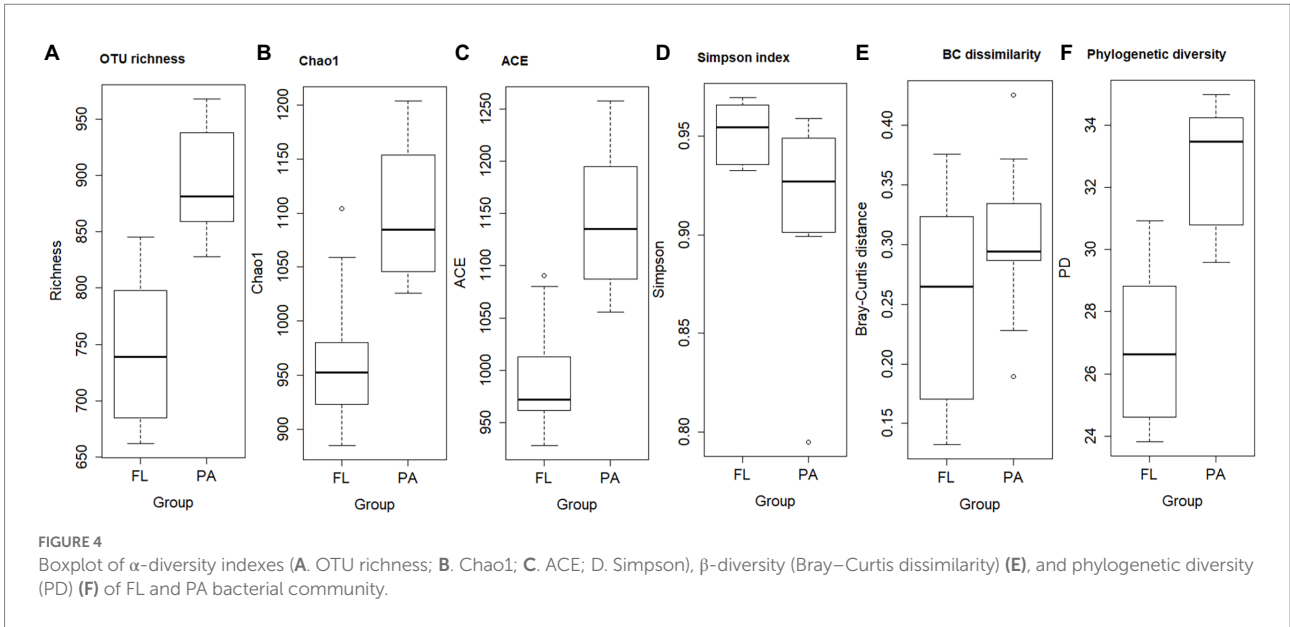 A OTU richness
Richness
950
900
850
800
750
700
650
FL PA
Group
B Chao1
Chao1
1200
1150
1100
1050
1000
950
900
FL PA
Group
C ACE
ACE
1250
1200
1150
1100
1050
1000
950
FL PA
Group
D Simpson index
Simpson
0.95
0.90
0.85
0.80
FL PA
Group
E BC dissimilarity
Bray-Curtis distance
0.40
0.35
0.30
0.25
0.20
0.15
FL PA
Group
F Phylogenetic diversity
PD
34
32
30
28
26
24
FL PA
Group
FIGURE 4
Boxplot of α-diversity indexes (A. OTU richness; B. Chao1; C. ACE; D. Simpson), β-diversity (Bray–Curtis dissimilarity) (E), and phylogenetic diversity
(PD) (F) of FL and PA bacterial community.